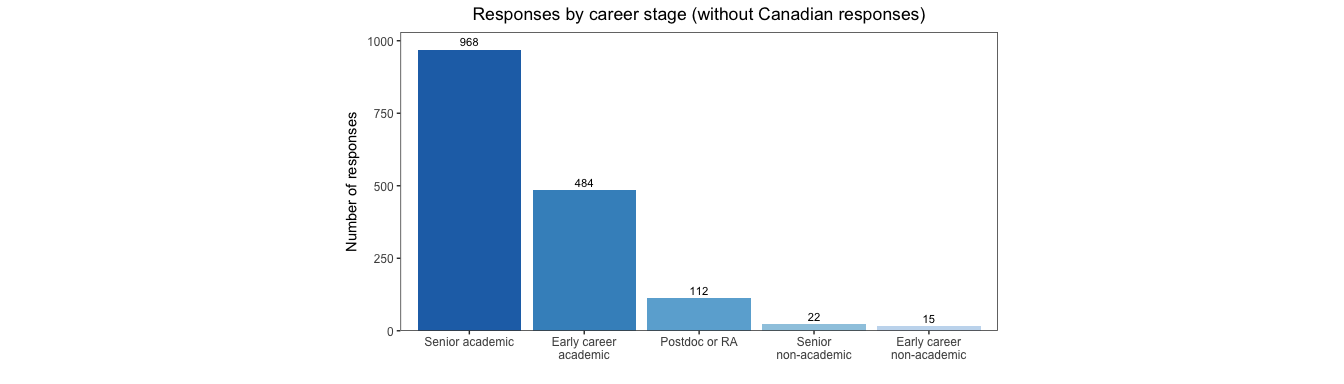 Responses by career stage (without Canadian responses)
Number of responses
1000
750
500
250
0
968
484
112
22
15
Senior academic
Early career
academic
Postdoc or RA
Senior
non-academic
Early career
non-academic